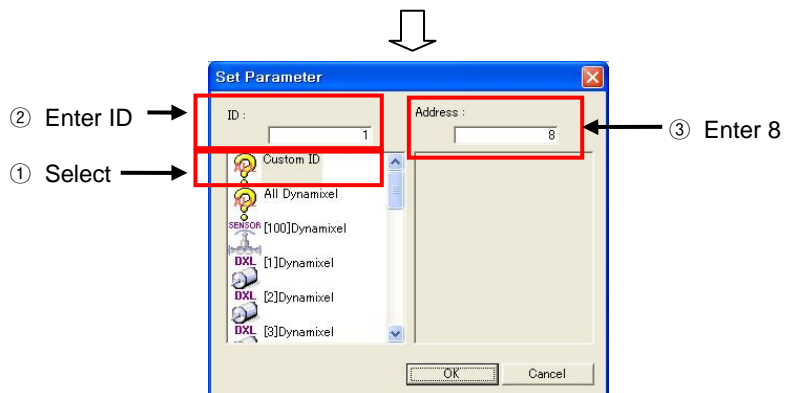 Set Parameter
② Enter ID
ID :
1
Address :
8
③ Enter 8
① Select
Custom ID
All Dynamixel
SENSOR [100]Dynamixel
DXL [1]Dynamixel
DXL [2]Dynamixel
DXL [3]Dynamixel
OK
Cancel